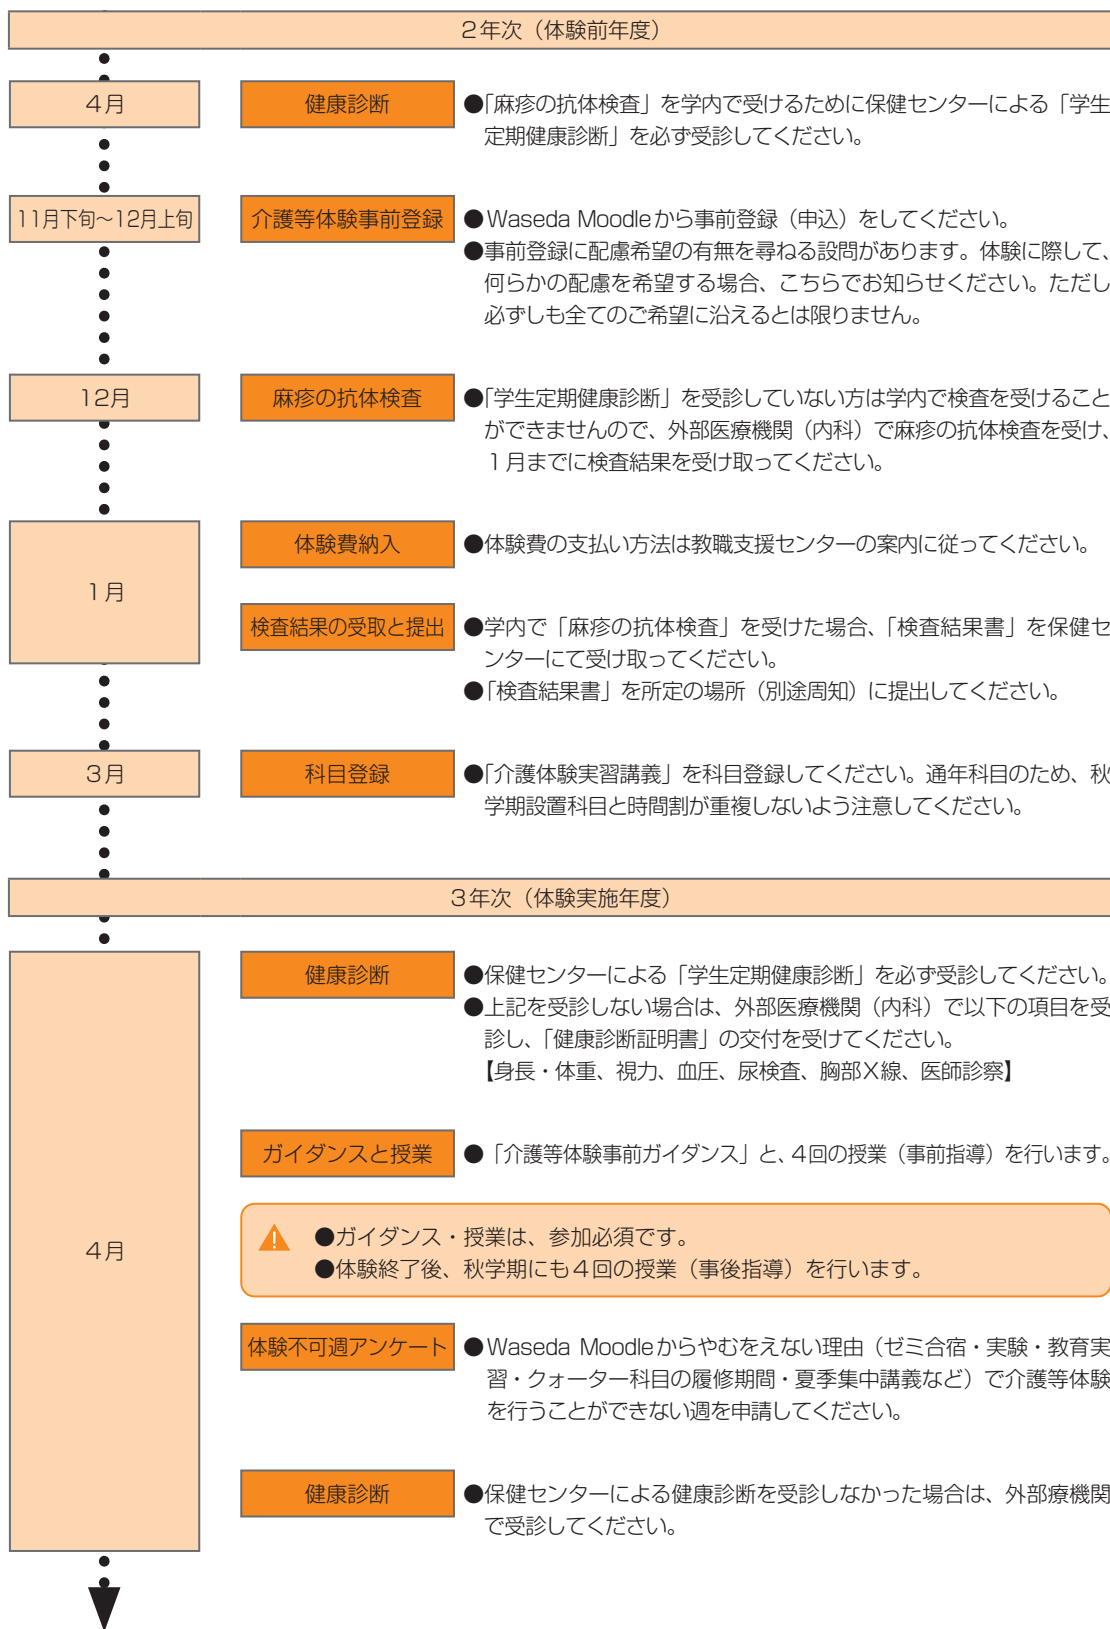 2年次（体験前年度）
4月
健康診断
●「麻疹の抗体検査」を学内で受けるために保健センターによる「学生
定期健康診断」を必ず受診してください。
11月下旬～12月上旬
介護等体験事前登録
●Waseda Moodleから事前登録（申込）をしてください。
●事前登録に配慮希望の有無を尋ねる設問があります。体験に際して、
何らかの配慮を希望する場合、こちらでお知らせください。ただし
必ずしも全てのご希望に沿えるとは限りません。
12月
麻疹の抗体検査
●「学生定期健康診断」を受診していない方は学内で検査を受けること
ができませんので、外部医療機関（内科）で麻疹の抗体検査を受け、
1月までに検査結果を受け取ってください。
1月
体験費納入
●体験費の支払い方法は教職支援センターの案内に従ってください。
検査結果の受取と提出
●学内で「麻疹の抗体検査」を受けた場合、「検査結果書」を保健セ
ンターにて受け取ってください。
●「検査結果書」を所定の場所（別途周知）に提出してください。
3月
科目登録
●「介護体験実習講義」を科目登録してください。通年科目のため、秋
学期設置科目と時間割が重複しないよう注意してください。
3年次（体験実施年度）
4月
健康診断
●保健センターによる「学生定期健康診断」を必ず受診してください。
●上記を受診しない場合は、外部医療機関（内科）で以下の項目を受
診し、「健康診断証明書」の交付を受けてください。
【身長・体重、視力、血圧、尿検査、胸部X線、医師診察】
ガイダンスと授業
●「介護等体験事前ガイダンス」と、4回の授業（事前指導）を行います。
●ガイダンス・授業は、参加必須です。
●体験終了後、秋学期にも4回の授業（事後指導）を行います。
体験不可週アンケート
●Waseda Moodleからやむをえない理由（ゼミ合宿・実験・教育実
習・クォーター科目の履修期間・夏季集中講義など）で介護等体験
を行うことができない週を申請してください。
健康診断
●保健センターによる健康診断を受診しなかった場合は、外部療機関
で受診してください。